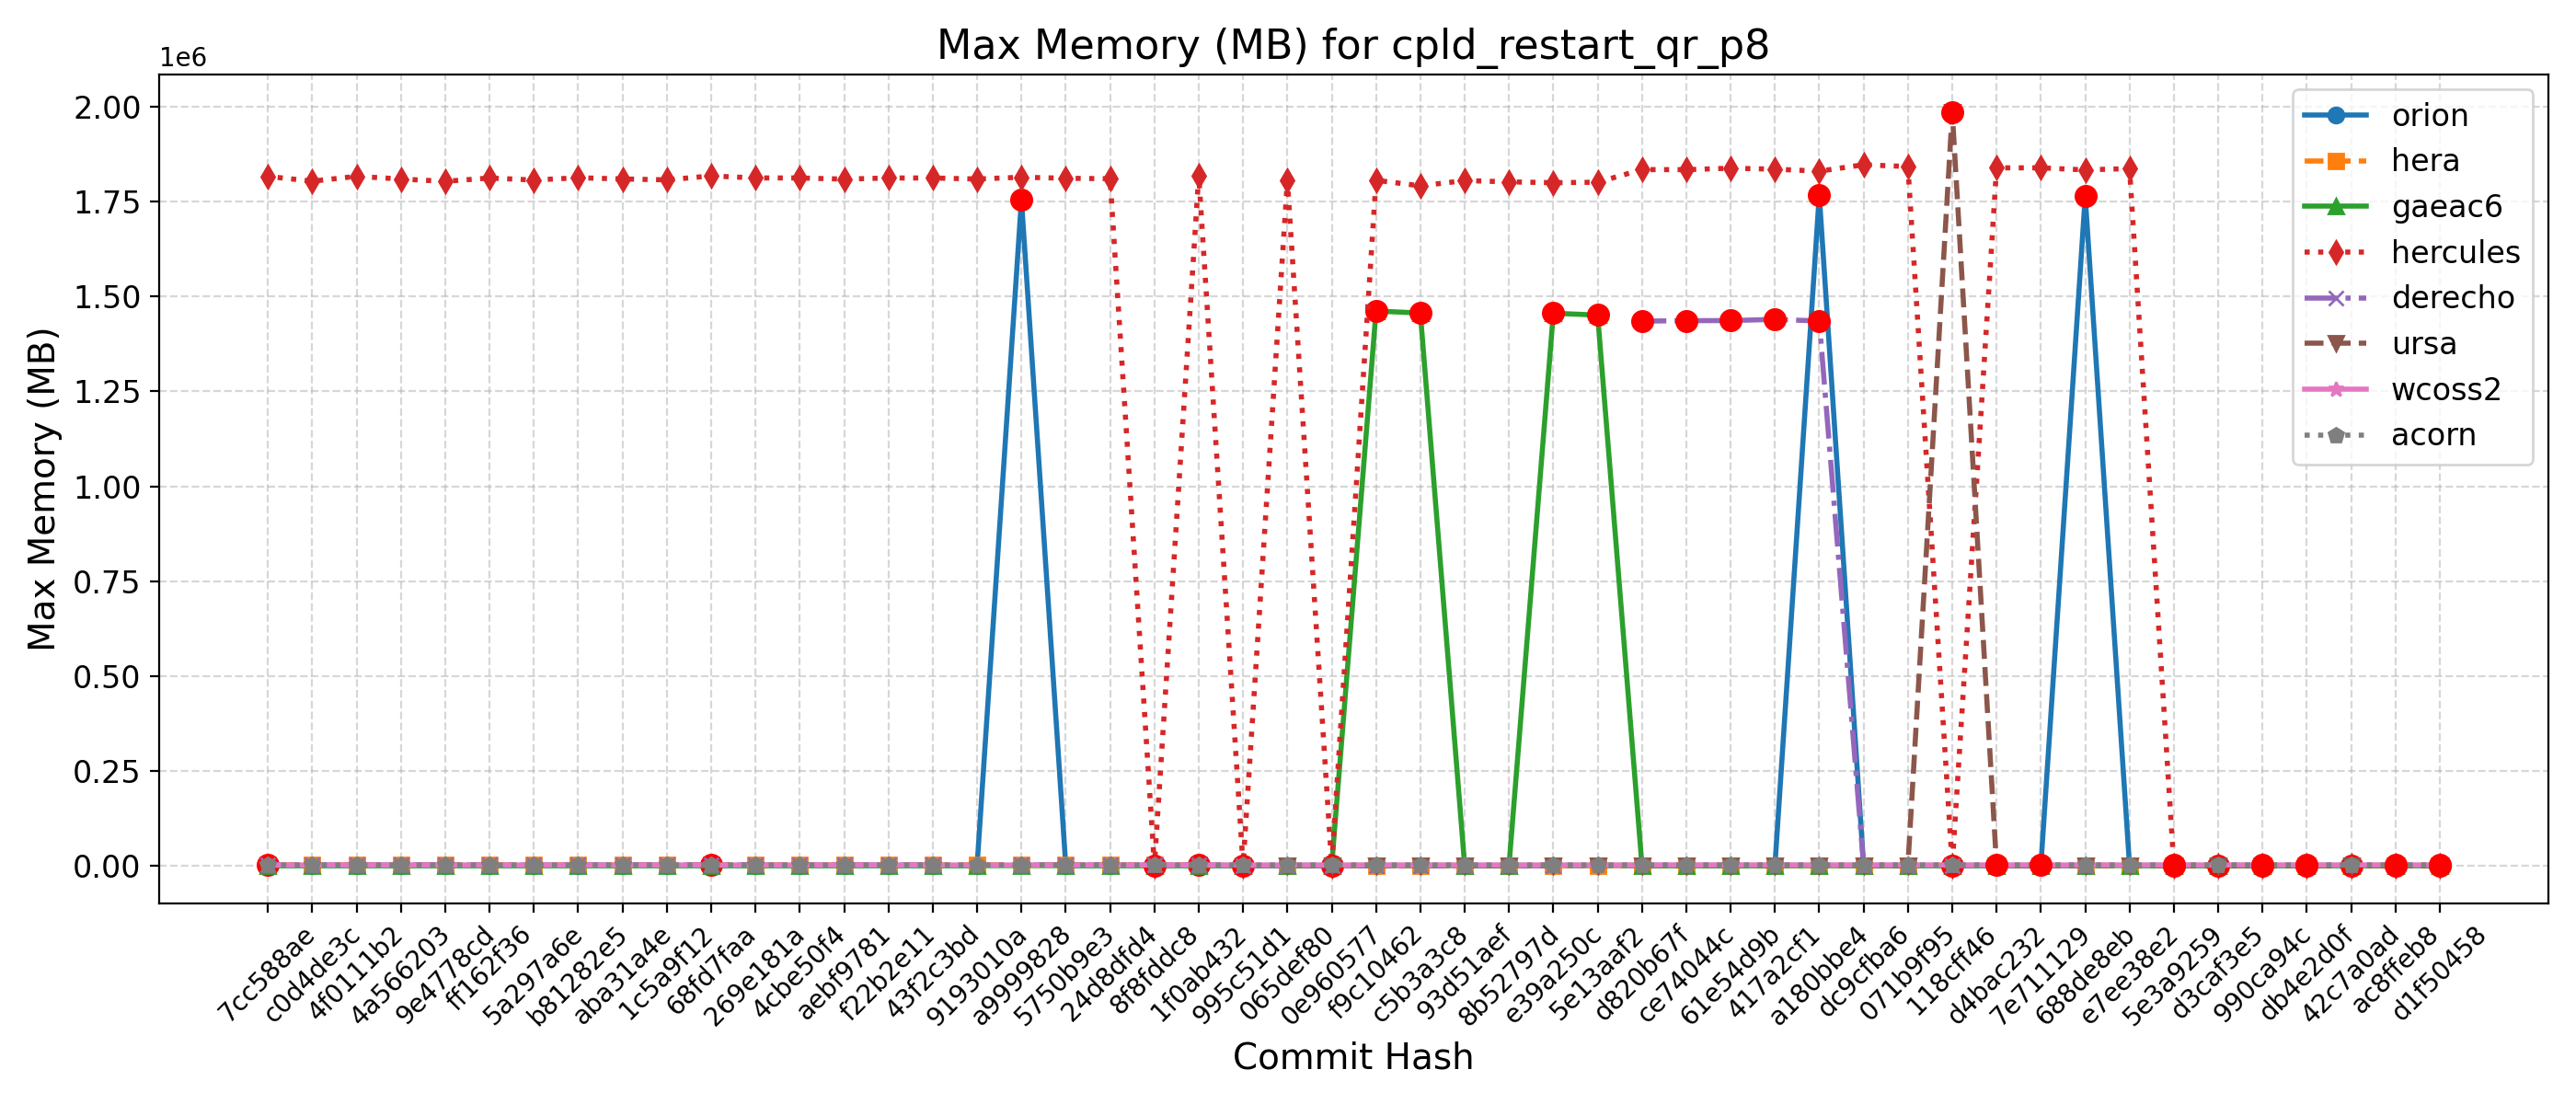 Max Memory (MB) for cpld_restart_qr_p8
1e6
2.00
1.75
1.50
1.25
1.00
0.75
0.50
0.25
0.00
Max Memory (MB)
orion
hera
gaeac6
hercules
derecho
ursa
wcoss2
acorn
7cc588ae
c0d4de3c
4f0111b2
4a566203
9e4778cd
ff162f36
5a297a6e
b81282e5
aba31a4e
1c5a9f12
68fd7faa
269e181a
4cbe50f4
aebf9781
f22b2e11
43f2c3bd
9193010a
a9999828
5750b9e3
24d8dfd4
8f8fddc8
1f0ab432
995c51d1
065def80
0e960577
f9c10462
c5b3a3c8
93d51aef
8b52797d
e39a250c
5e13aaf2
d820b67f
ce74044c
61e54d9b
417a2cf1
a180bbe4
dc9cfba6
071b9f95
118cff46
d4bac232
7e711129
688de8eb
e7ee38e2
5e3a9259
d3caf3e5
990ca94c
db4e2d0f
42c7a0ad
ac8ffeb8
d1f50458
Commit Hash